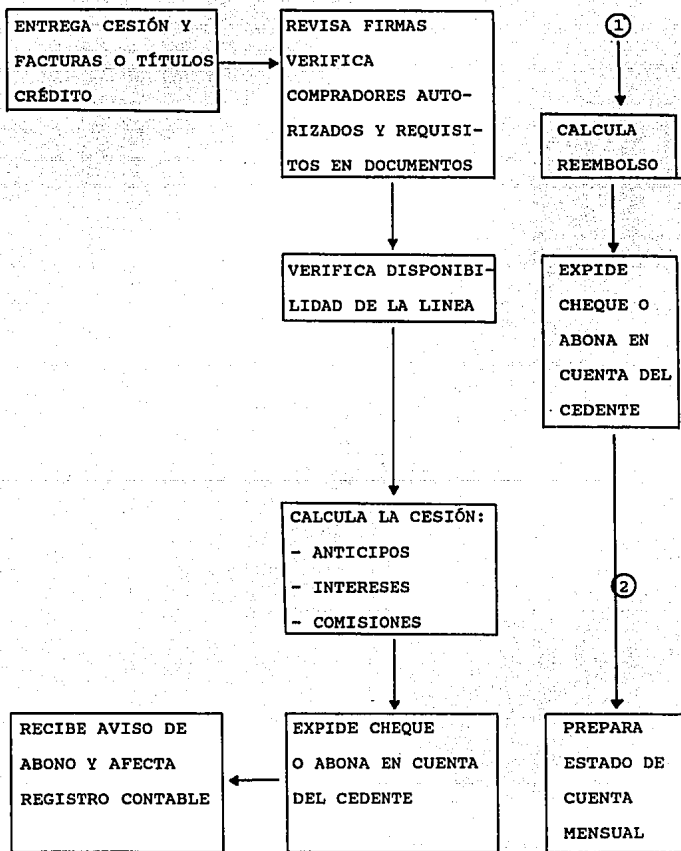 ENTREGA CESIÓN Y
FACTURAS O TÍTULOS
CRÉDITO
REVISA FIRMAS
VERIFICA
COMPRADORES AUTO-
RIZADOS Y REQUISI-
TOS EN DOCUMENTOS
VERIFICA DISPONIBI-
LIDAD DE LA LINEA
CALCULA LA CESIÓN:
- ANTICIPOS
- INTERESES
- COMISIONES
EXPIDE CHEQUE
O ABONA EN CUENTA
DEL CEDENTE
RECIBE AVISO DE
ABONO Y AFECTA
REGISTRO CONTABLE
1
CALCULA
REEMBOLSO
EXPIDE
CHEQUE O
ABONA EN
CUENTA DEL
CEDENTE
2
PREPARA
ESTADO DE
CUENTA
MENSUAL